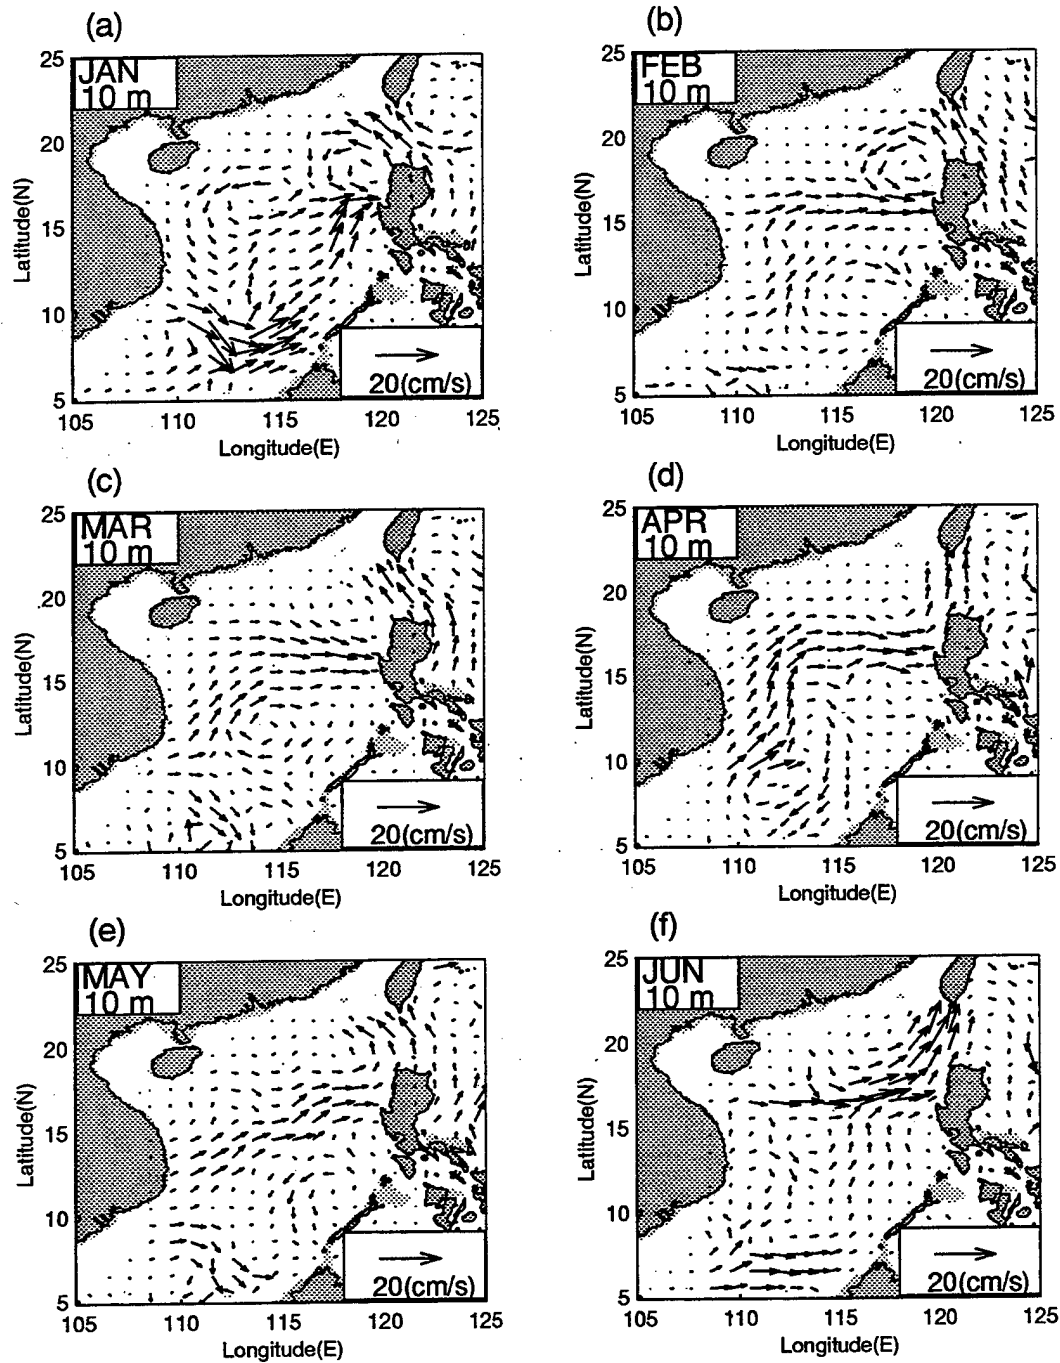 (a)
JAN
10 m
25
20
15
10
5
Latitude(N)
20(cm/s)
105
110
115
120
125
Longitude(E)
(b)
FEB
10 m
25
20
15
10
5
Latitude(N)
20(cm/s)
105
110
115
120
125
Longitude(E)
(c)
MAR
10 m
25
20
15
10
5
Latitude(N)
20(cm/s)
105
110
115
120
125
Longitude(E)
(d)
APR
10 m
25
20
15
10
5
Latitude(N)
20(cm/s)
105
110
115
120
125
Longitude(E)
(e)
MAY
10 m
25
20
15
10
5
Latitude(N)
20(cm/s)
105
110
115
120
125
Longitude(E)
(f)
JUN
10 m
25
20
15
10
5
Latitude(N)
20(cm/s)
105
110
115
120
125
Longitude(E)